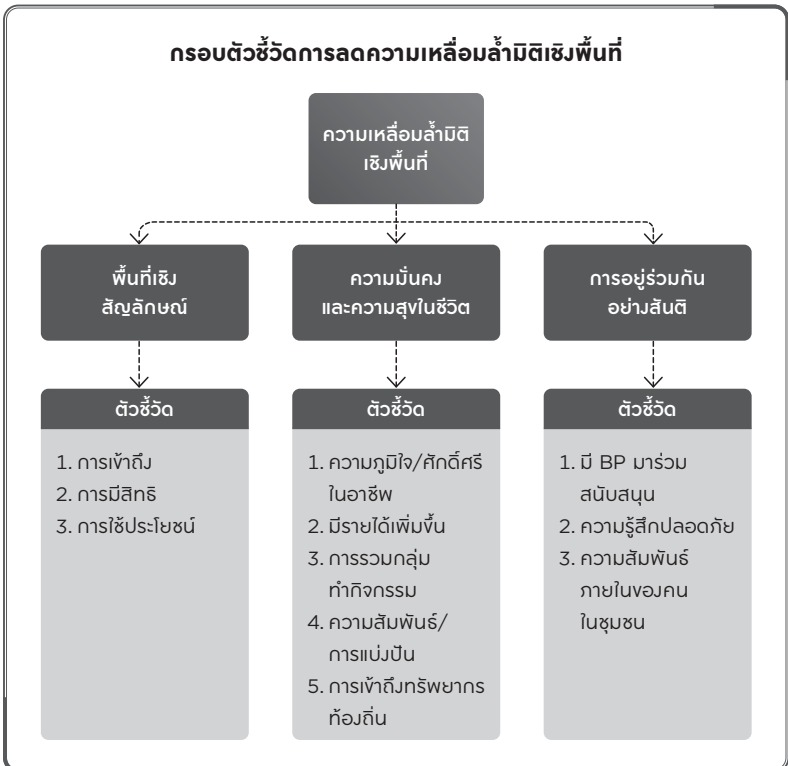 กรอบตัวชี้วัดการลดความเหลื่อมล้ำมิติเชิงพื้นที่
ความเหลื่อมล้ำมิติ
เชิงพื้นที่
พื้นที่เชิง
สัญลักษณ์
ความมั่นคง
และความสุขในชีวิต
การอยู่ร่วมกัน
อย่างสันติ
ตัวชี้วัด
1. การเข้าถึง
2. การมีสิทธิ
3. การใช้ประโยชน์
ตัวชี้วัด
1. ความภูมิใจ/ศักดิ์ศรี
ในอาชีพ
2. มีรายได้เพิ่มขึ้น
3. การรวมกลุ่ม
ทำกิจกรรม
4. ความสัมพันธ์/
การแบ่งปัน
5. การเข้าถึงทรัพยากร
ท้องถิ่น
ตัวชี้วัด
1. มี BP มาร่วม
สนับสนุน
2. ความรู้สึกปลอดภัย
3. ความสัมพันธ์
ภายในของคน
ในชุมชน